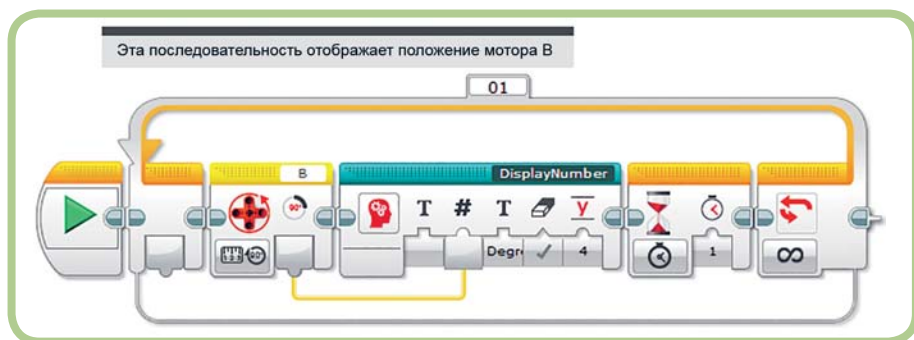 Эта последовательность отображает положение мотора B
01
B
DisplayNumber
T # T Y
Degr 4 1